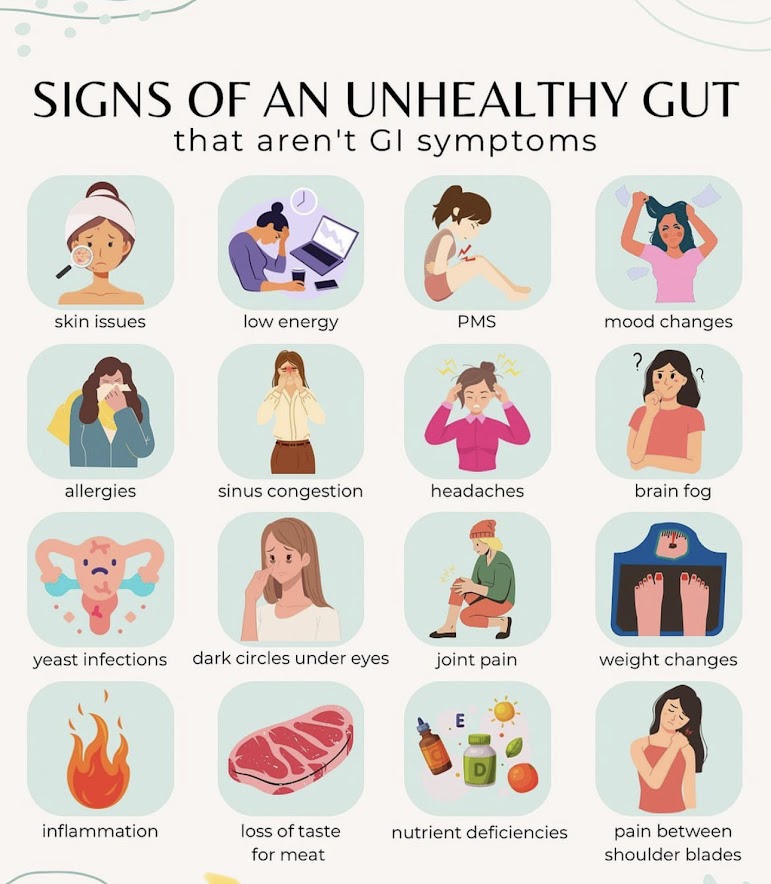 SIGNS OF AN UNHEALTHY GUT
that aren't GI symptoms
skin issues
low energy
PMS
mood changes
? ?
allergies
sinus congestion
headaches
brain fog
yeast infections
dark circles under eyes
joint pain
weight changes
E
C
D
inflammation
loss of taste
for meat
nutrient deficiencies
pain between
shoulder blades